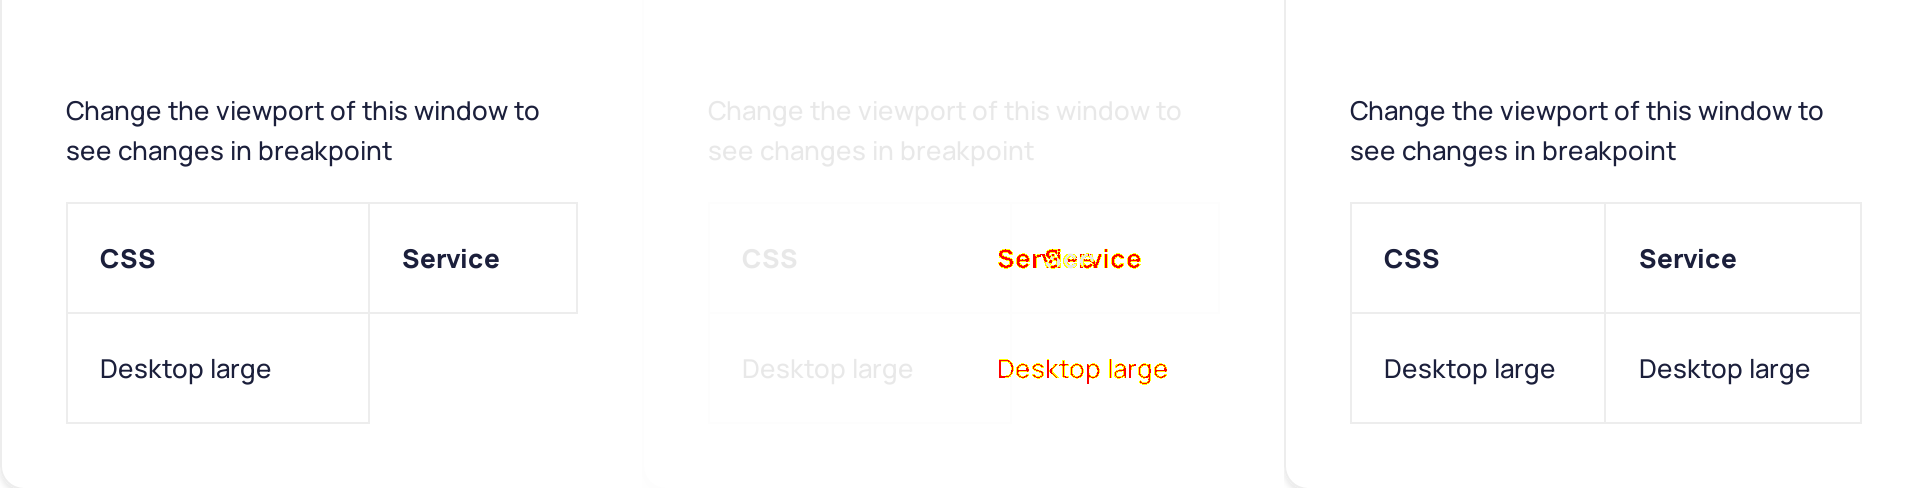 Change the viewport of this window to
see changes in breakpoint
CSS Service
Desktop large
Change the viewport of this window to
see changes in breakpoint
CSS Service
Desktop large Desktop large
Change the viewport of this window to
see changes in breakpoint
CSS Service
Desktop large Desktop large